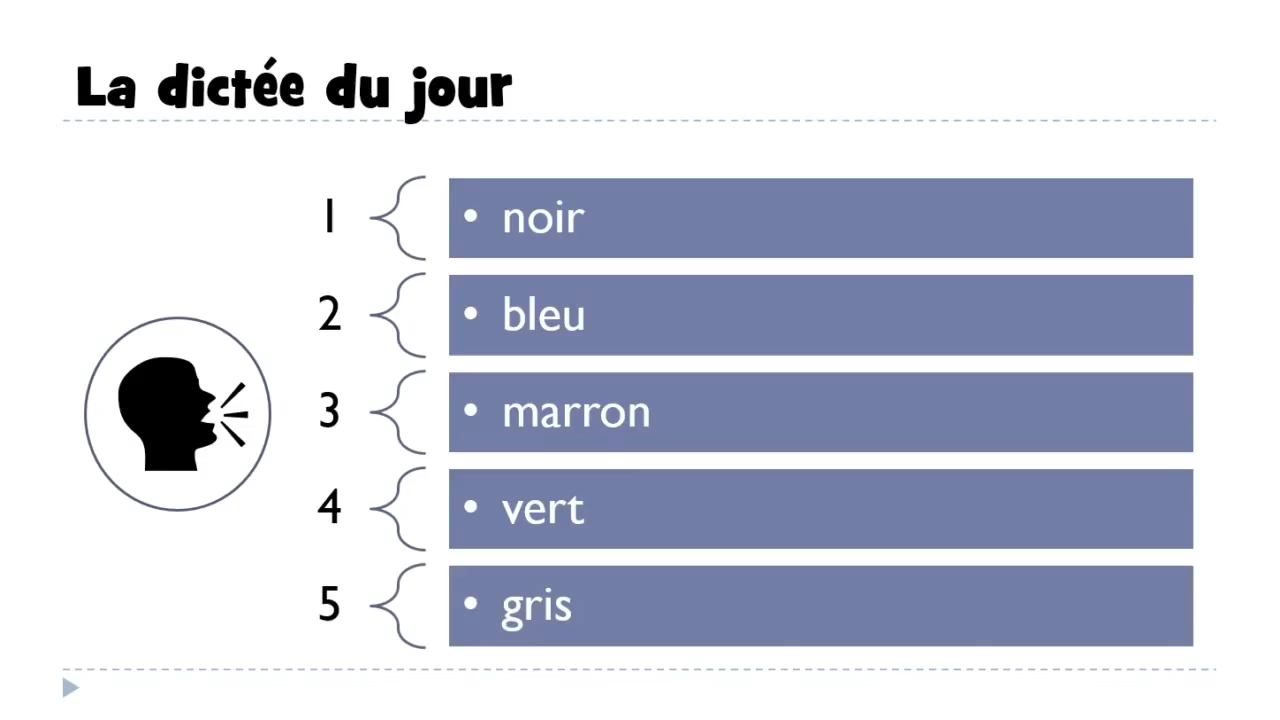 La dictée du jour
1 • noir
2 • bleu
3 • marron
4 • vert
5 • gris